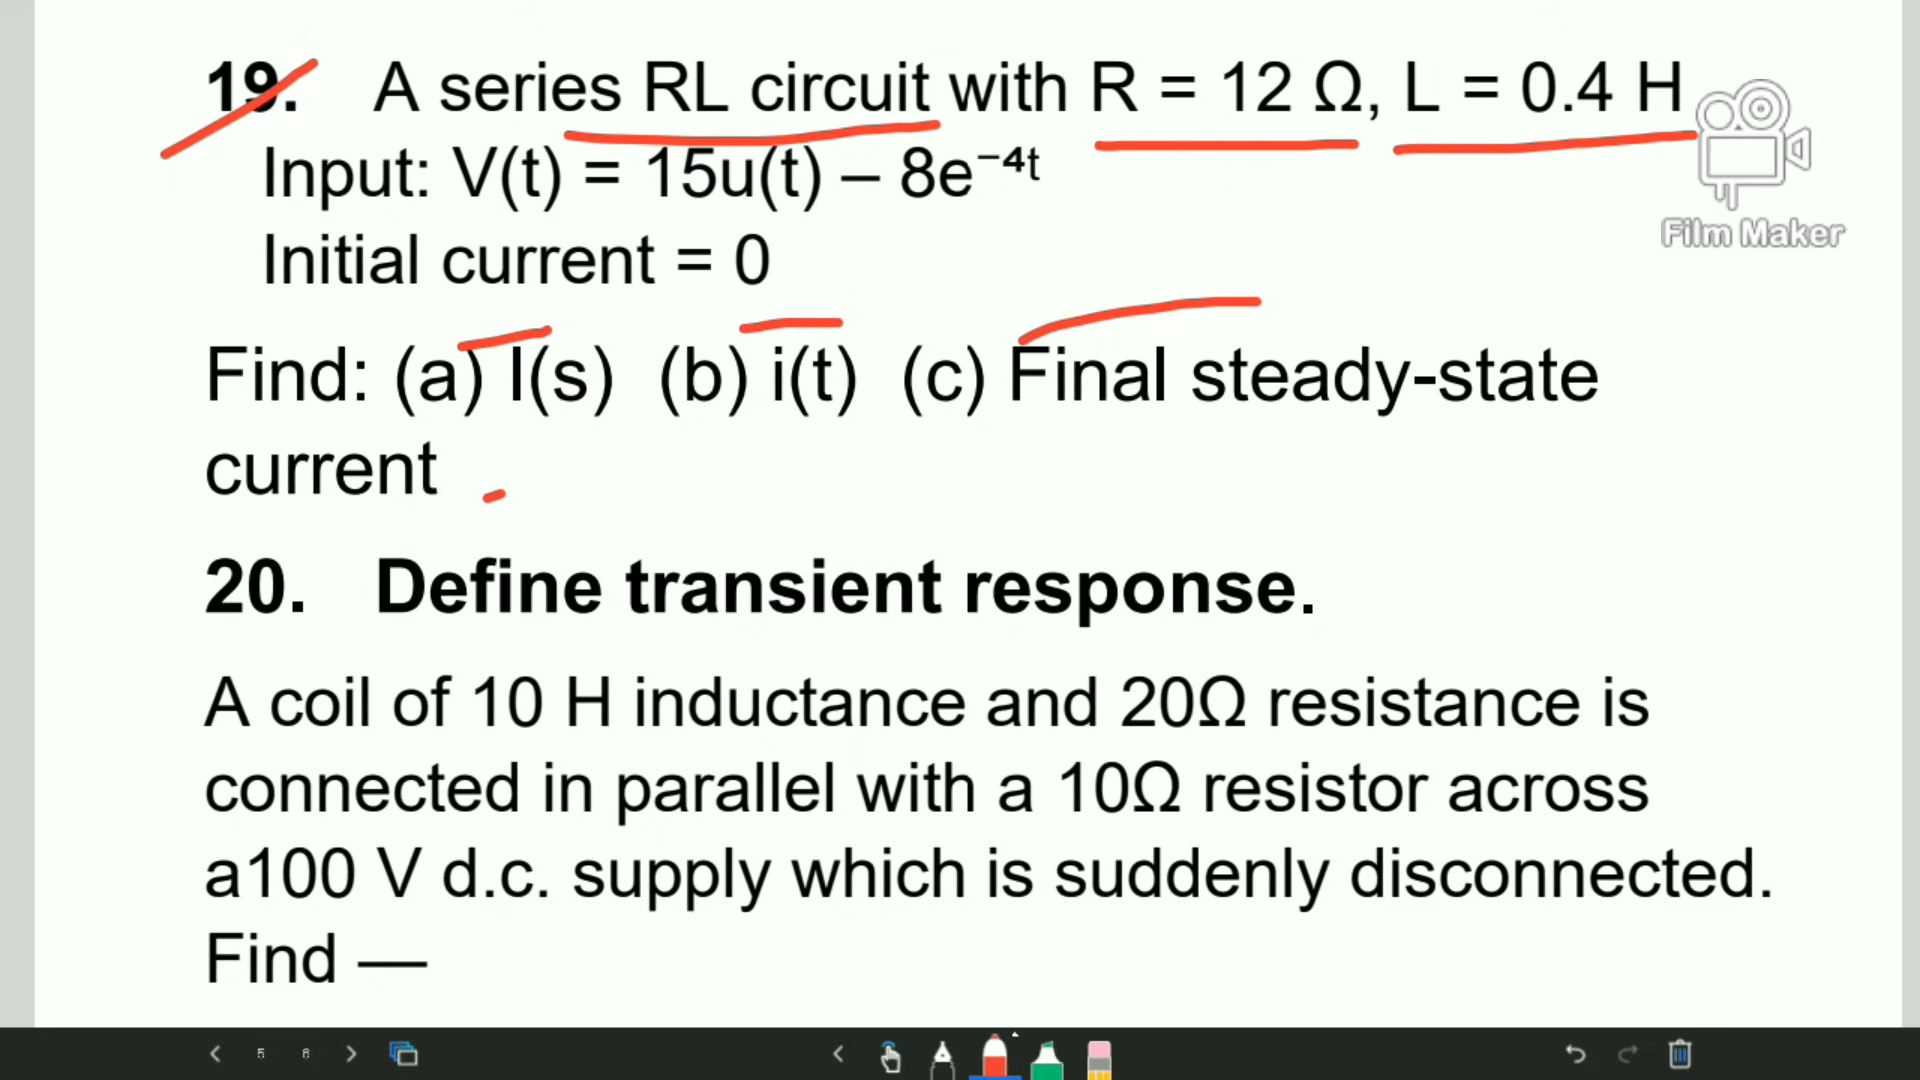 19. A series RL circuit with R = 12 Ω, L = 0.4 H
Input: V(t) = 15u(t) – 8e⁻⁴ᵗ
Initial current = 0
Film Maker
Find: (a) I(s) (b) i(t) (c) Final steady-state
current
20. Define transient response.
A coil of 10 H inductance and 20Ω resistance is
connected in parallel with a 10Ω resistor across
a100 V d.c. supply which is suddenly disconnected.
Find —
5 6